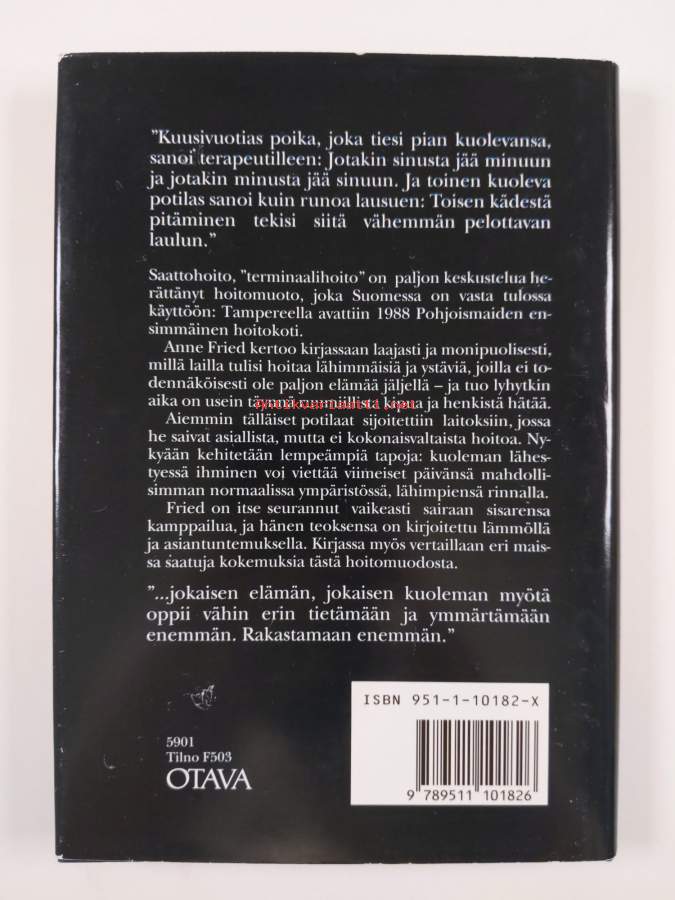 "Kuusivuotias poika, joka tiesi pian kuolevansa,
sanoi terapeutilleen: Jotakin sinusta jää minuun
ja jotakin minusta jää sinuun. Ja toinen kuoleva
potilas sanoi kuin runoa lausuen: Toisen kädestä
pitäminen tekisi siitä vähemmän pelottavan
laulun."
Saattohoito, "terminaalihoito" on paljon keskustelua he-
rättänyt hoitomuoto, joka Suomessa on vasta tulossa
käyttöön: Tampereella avattiin 1988 Pohjoismaiden en-
simmäinen hoitokoti.
Anne Fried kertoo kirjassaan laajasti ja monipuolisesti,
millä lailla tulisi hoitaa lähimmäisiä ja ystäviä, joilla ei to-
dennäköisesti ole paljon elämää jäljellä – ja tuo lyhytkin
aika on usein täynnä ruumiillista kipua ja henkistä hätää.
antikvariaatti.net
Aiemmin tälläiset potilaat sijoitettiin laitoksiin, jossa
he saivat asiallista, mutta ei kokonaisvaltaista hoitoa. Ny-
kyään kehitetään lempeämpiä tapoja: kuoleman lähes-
tyessä ihminen voi viettää viimeiset päivänsä mahdolli-
simman normaalissa ympäristössä, lähimpiensä rinnalla.
Fried on itse seurannut vaikeasti sairaan sisarensa
kamppailua, ja hänen teoksensa on kirjoitettu lämmöllä
ja asiantuntemuksella. Kirjassa myös vertaillaan eri mais-
sa saatuja kokemuksia tästä hoitomuodosta.
"...jokaisen elämän, jokaisen kuoleman myötä
oppii vähin erin tietämään ja ymmärtämään
enemmän. Rakastamaan enemmän."
ISBN 951-1-10182-X
9 789511 101826
5901
Tilno F503
OTAVA